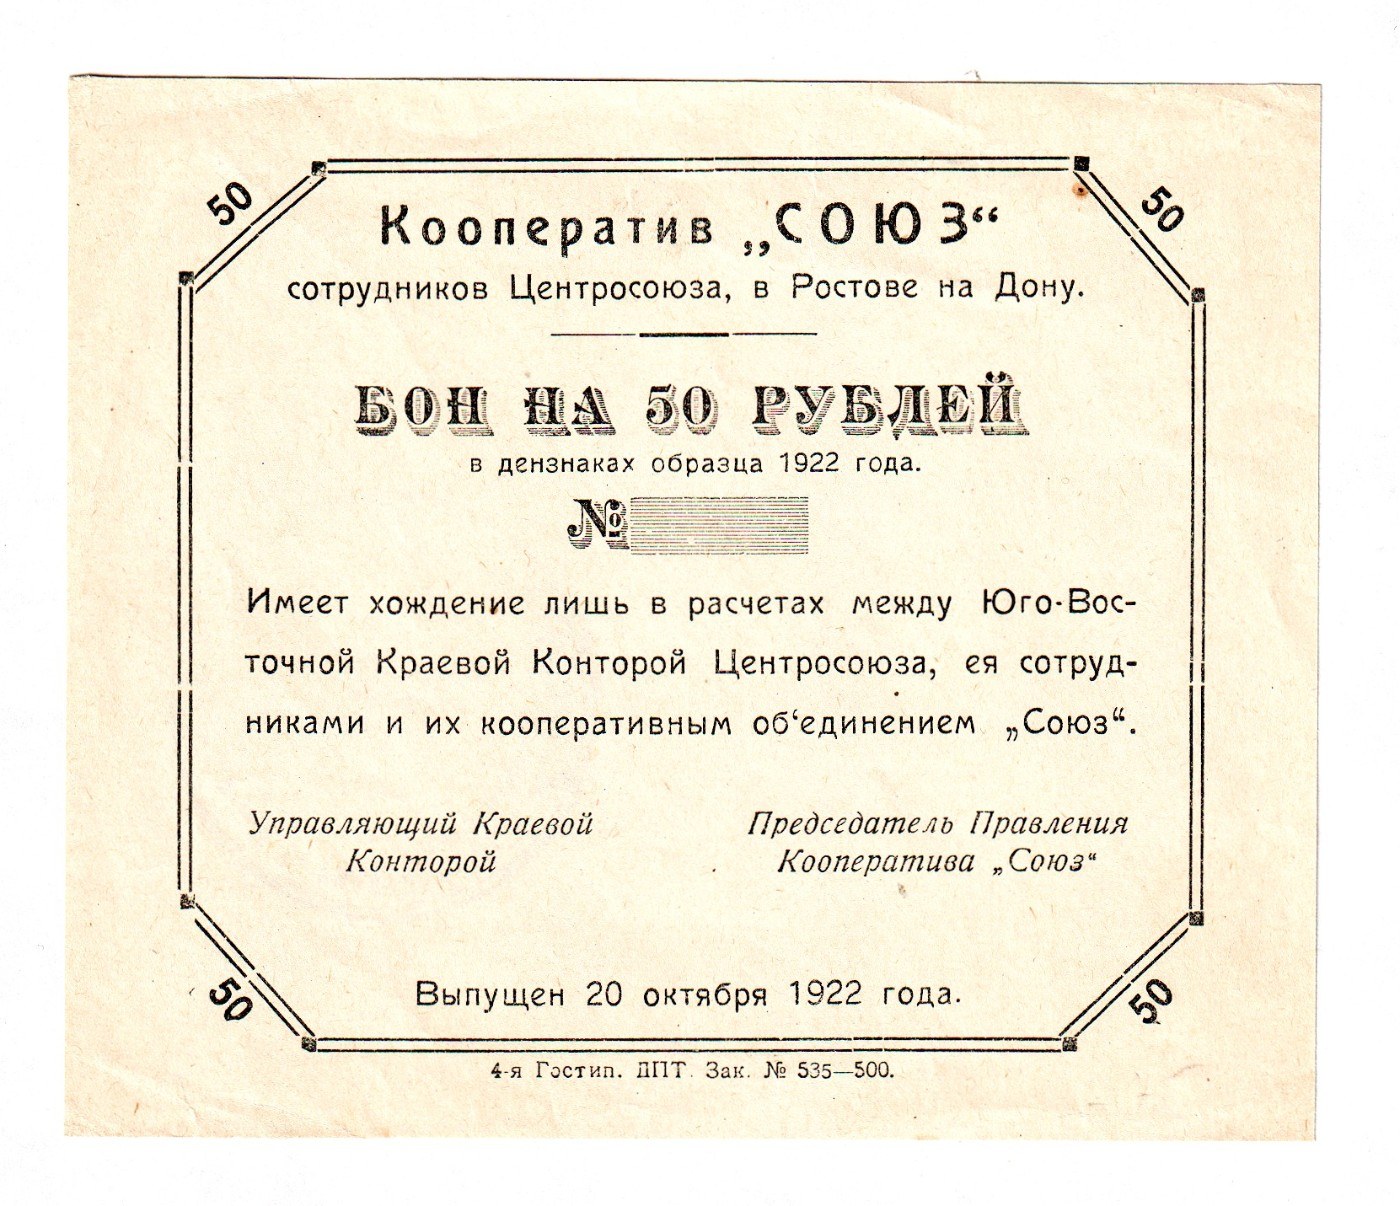 50
50
Кооператив „СОЮЗ“
сотрудников Центросоюза, в Ростове на Дону.
БОН НА 50 РУБЛЕЙ
в дензнаках образца 1922 года.
№
Имеет хождение лишь в расчетах между Юго-Вос-
точной Краевой Конторой Центросоюза, ея сотруд-
никами и их кооперативным об‘единением „Союз“.
Управляющий Краевой
Конторой
Председатель Правления
Кооператива „Союз“
Выпущен 20 октября 1922 года.
50
50
4-я Гостип. ДПТ. Зак. № 535—500.